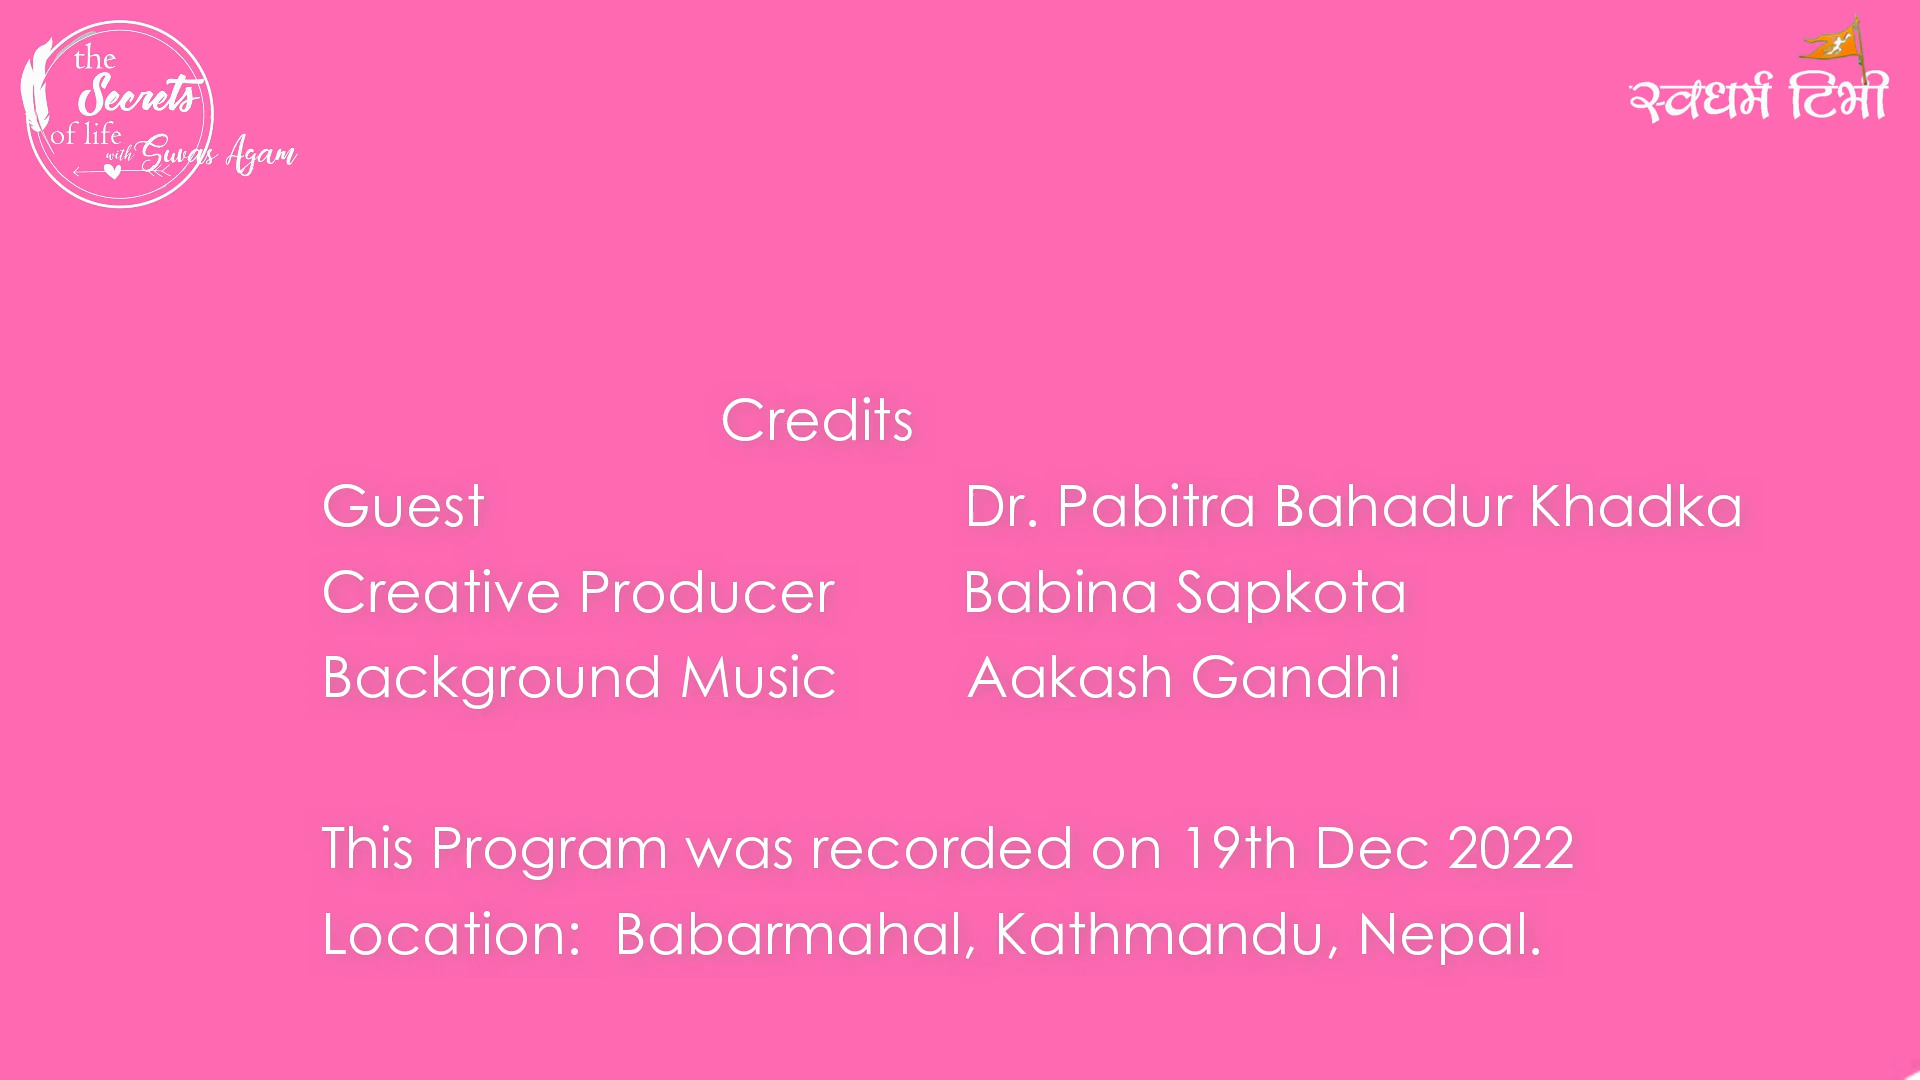 the
Secrets
of life
with Suvas Agam
स्वधर्म टिभी
Credits
Guest Dr. Pabitra Bahadur Khadka
Creative Producer Babina Sapkota
Background Music Aakash Gandhi
This Program was recorded on 19th Dec 2022
Location: Babarmahal, Kathmandu, Nepal.